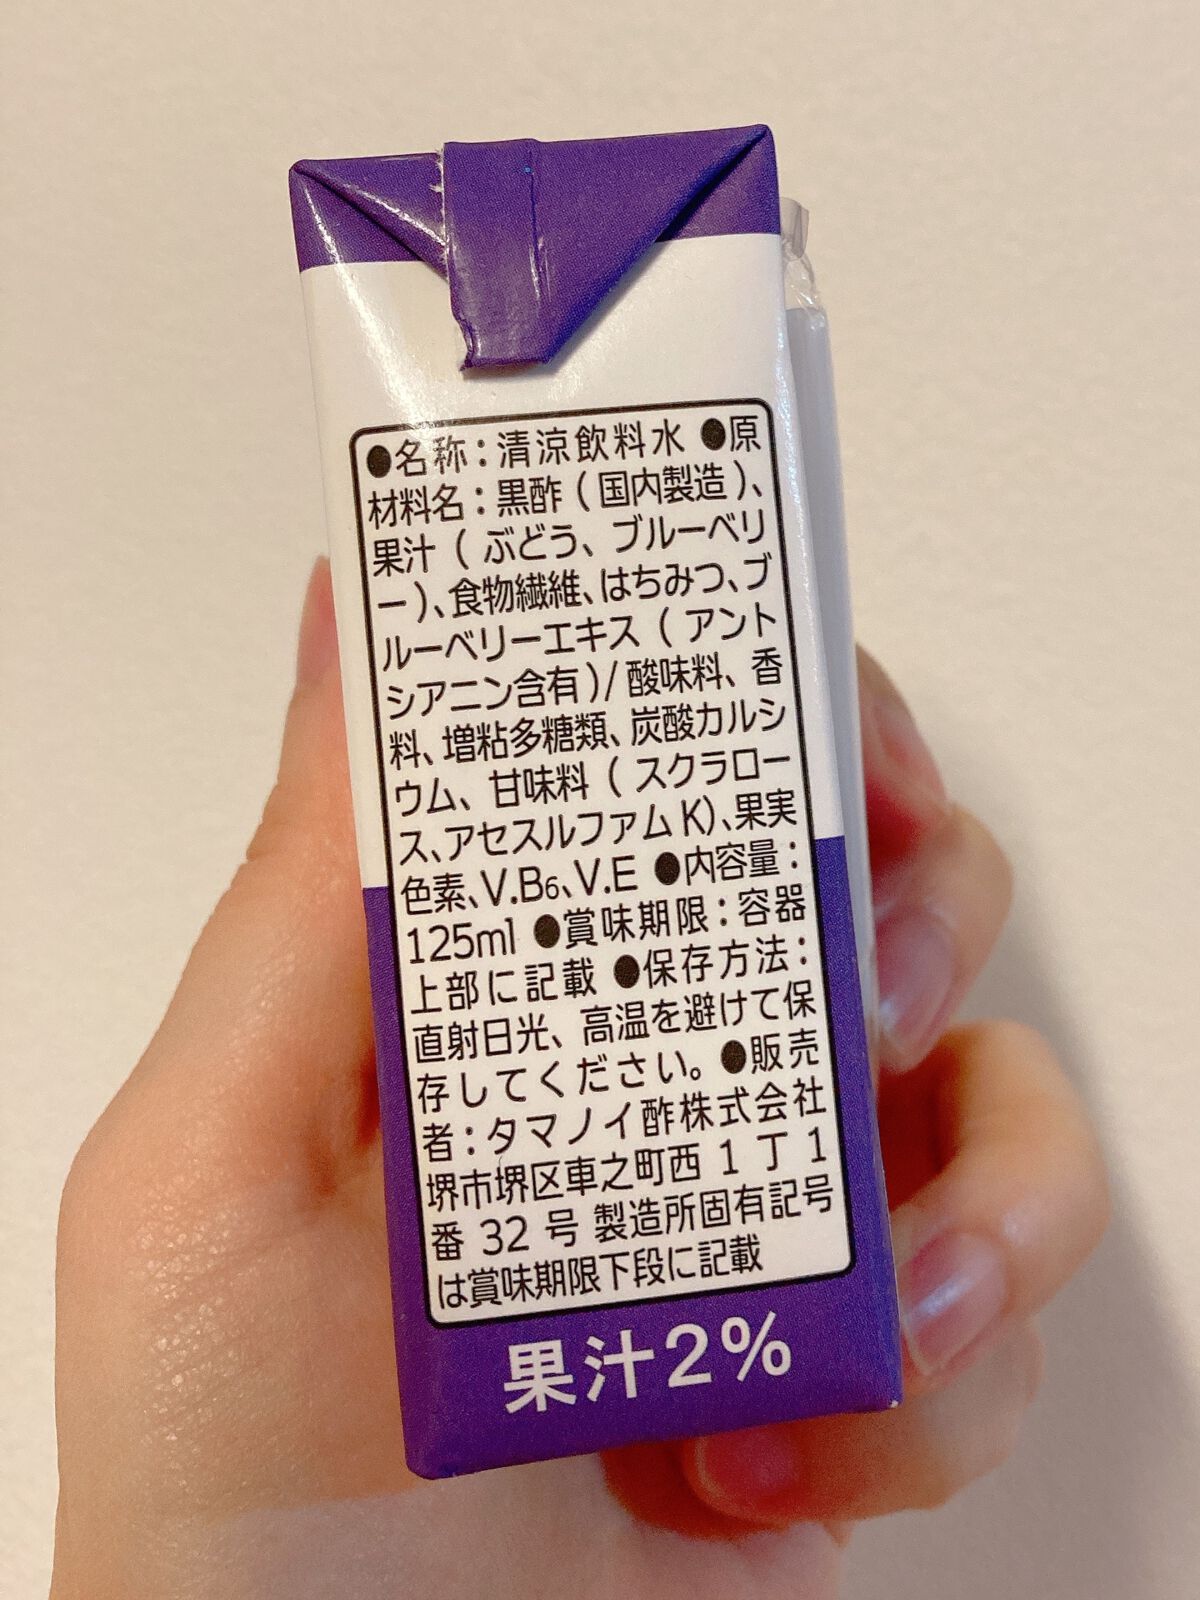 ●名称：清涼飲料水 ●原
材料名：黒酢（国内製造）、
果汁（ぶどう、ブルーベリ
ー）、食物繊維、はちみつ、ブ
ルーベリーエキス（アント
シアニン含有）/酸味料、香
料、増粘多糖類、炭酸カルシ
ウム、甘味料（スクラロー
ス、アセスルファムK）、果実
色素、V.B6、V.E ●内容量：
125ml ●賞味期限：容器
上部に記載 ●保存方法：
直射日光、高温を避けて保
存してください。●販売
者：タマノイ酢株式会社
堺市堺区車之町西1丁1
番32号 製造所固有記号
は賞味期限下段に記載
果汁2%